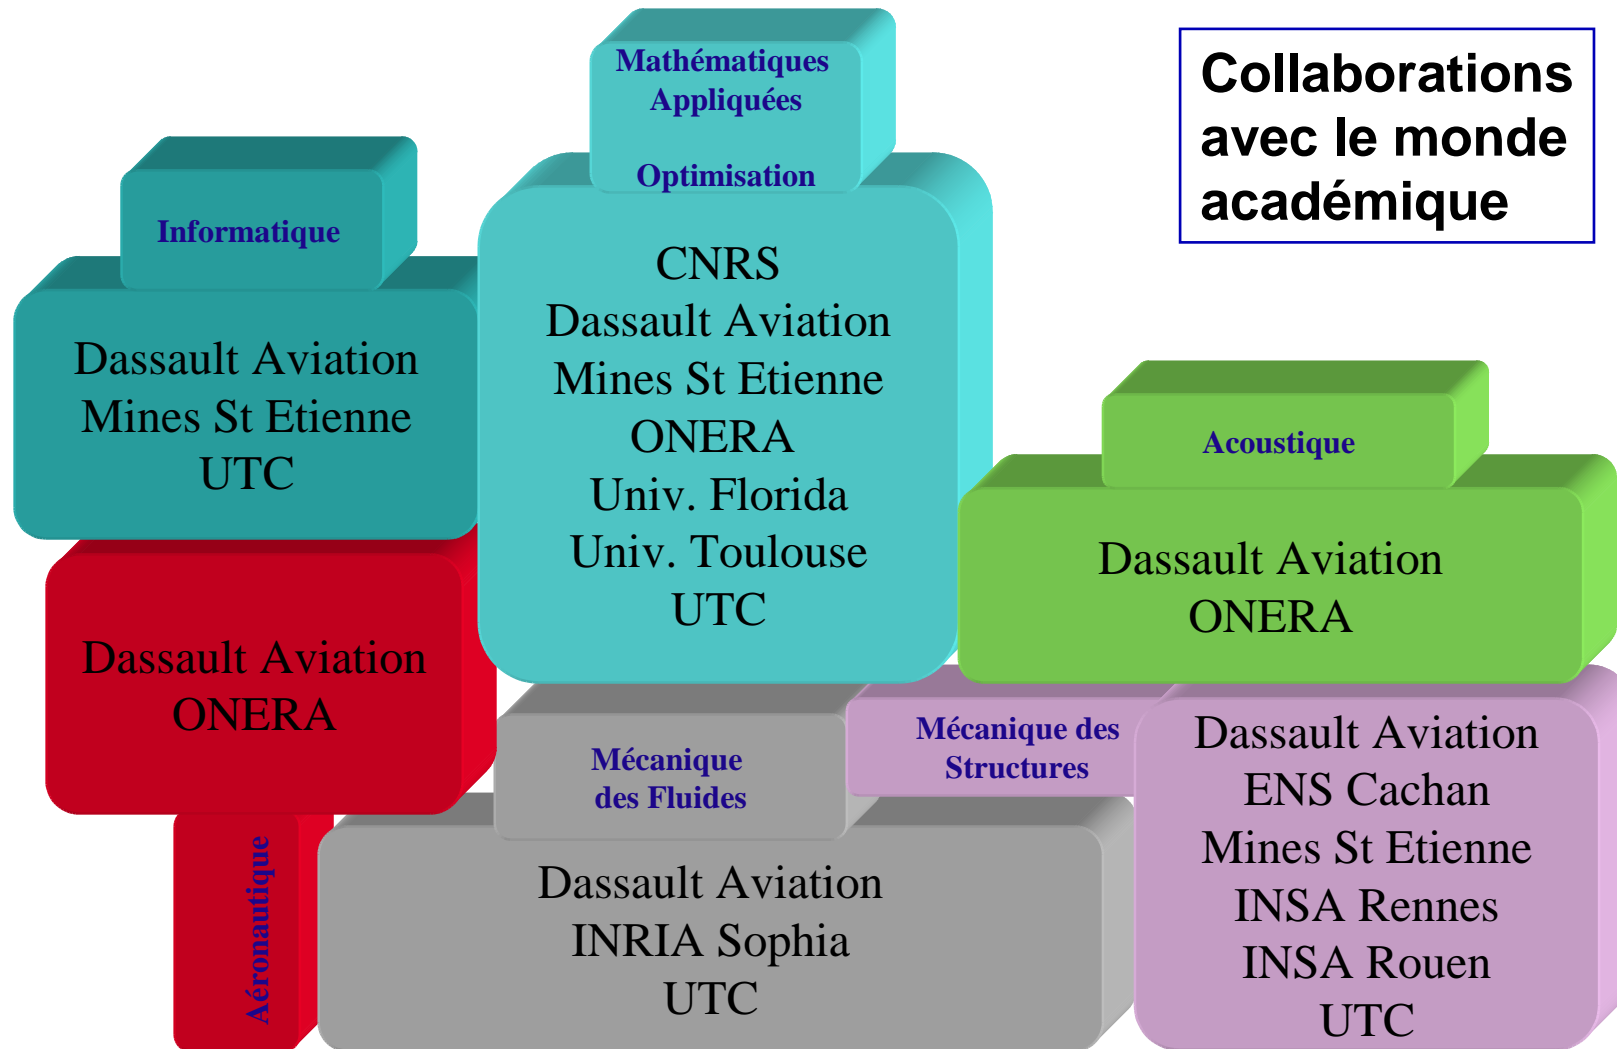 Collaborations
avec le monde
académique
Mathématiques
Appliquées
Optimisation
CNRS
Dassault Aviation
Mines St Etienne
ONERA
Univ. Florida
Univ. Toulouse
UTC
Informatique
Dassault Aviation
Mines St Etienne
UTC
Acoustique
Dassault Aviation
ONERA
Dassault Aviation
ONERA
Aéronautique
Mécanique
des Fluides
Dassault Aviation
INRIA Sophia
UTC
Mécanique des
Structures
Dassault Aviation
ENS Cachan
Mines St Etienne
INSA Rennes
INSA Rouen
UTC